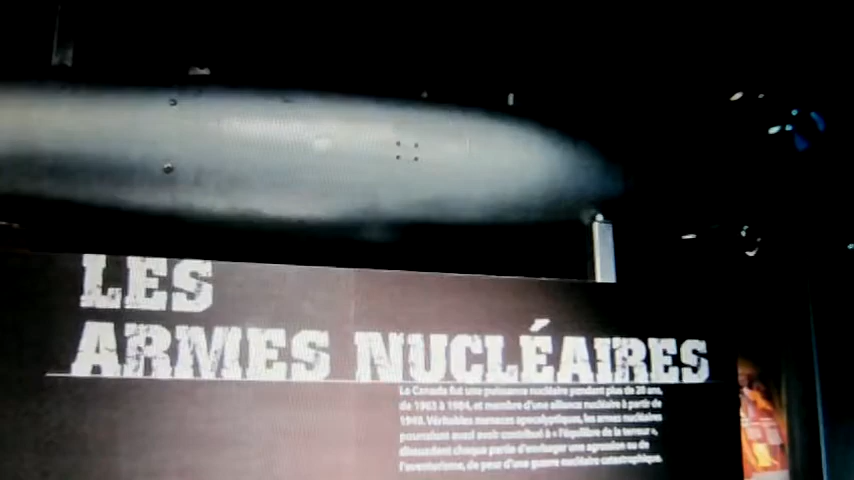 LES
ARMES NUCLÉAIRES
Le Canada fut une puissance nucléaire pendant plus de 20 ans,
de 1963 à 1984, et membre d'une alliance nucléaire à partir de
1949. Véritables menaces apocalyptiques, les armes nucléaires
pourraient aussi avoir contribué à « l'équilibre de la terreur »,
dissuadant chaque partie d'envisager une agression ou de
l'aventurisme, de peur d'une guerre nucléaire catastrophique.